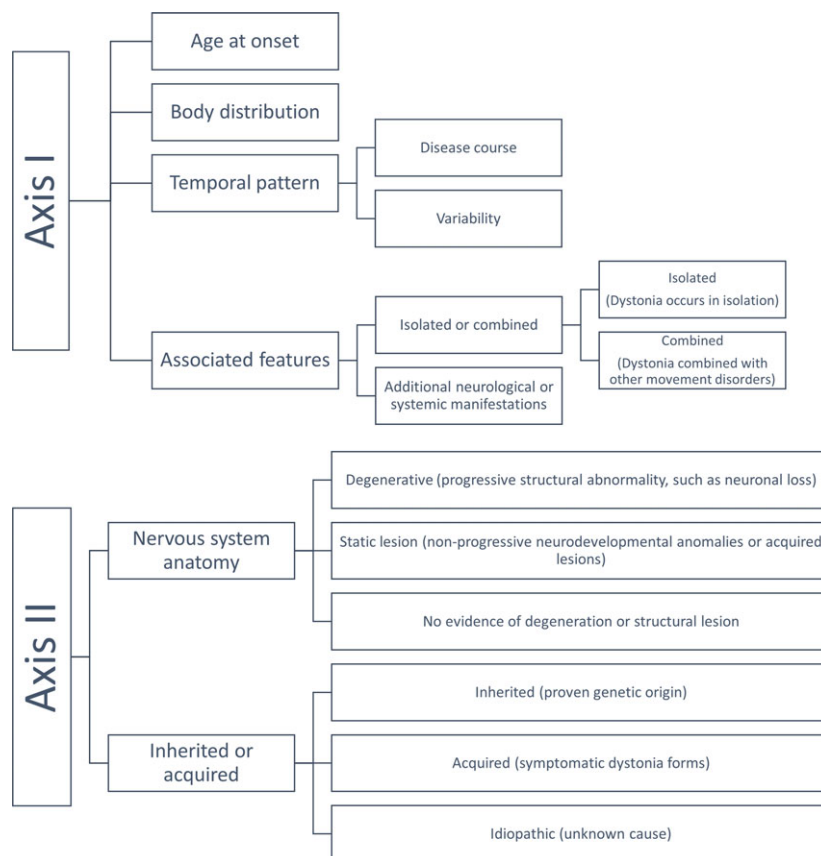 Axis I
Age at onset
Body distribution
Temporal pattern
Disease course
Variability
Associated features
Isolated or combined
Isolated
(Dystonia occurs in isolation)
Combined
(Dystonia combined with
other movement disorders)
Additional neurological or
systemic manifestations
Axis II
Nervous system
anatomy
Degenerative (progressive structural abnormality, such as neuronal loss)
Static lesion (non-progressive neurodevelopmental anomalies or acquired
lesions)
No evidence of degeneration or structural lesion
Inherited or
acquired
Inherited (proven genetic origin)
Acquired (symptomatic dystonia forms)
Idiopathic (unknown cause)